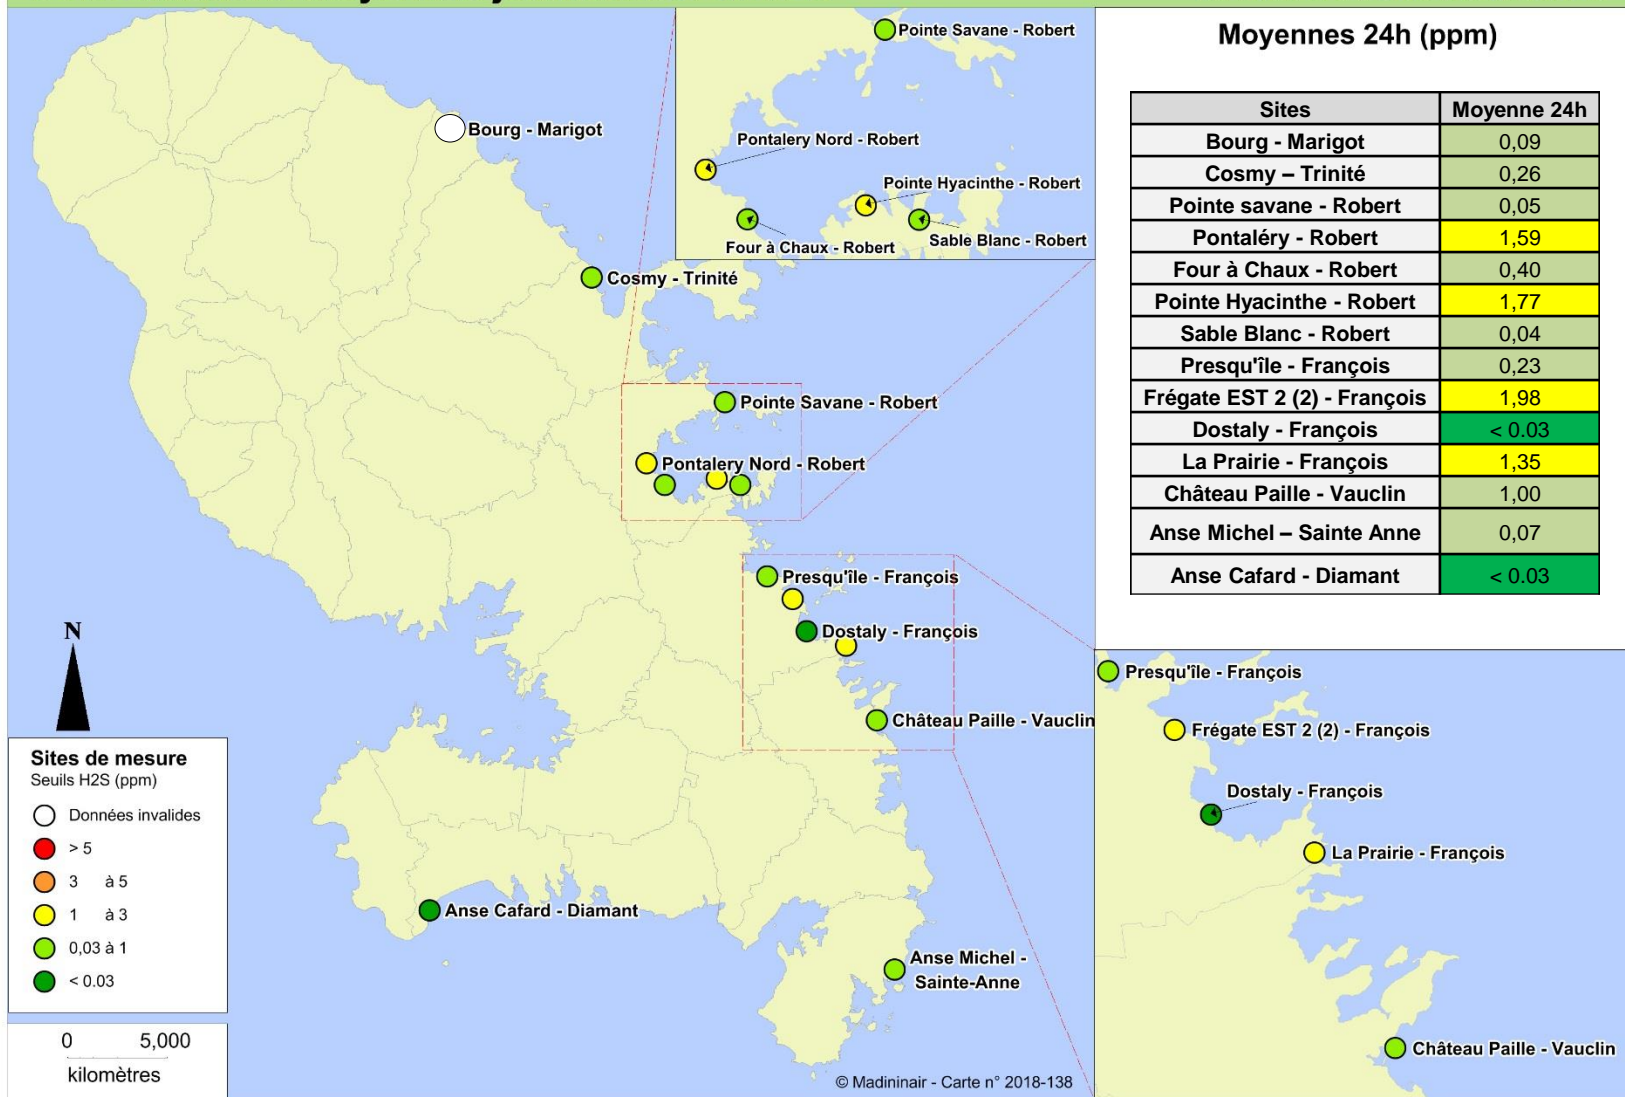 Pointe Savane - Robert
Pontalery Nord - Robert
Pointe Hyacinthe - Robert
Four à Chaux - Robert
Sable Blanc - Robert
Bourg - Marigot
Cosmy - Trinité
Pointe Savane - Robert
Pontalery Nord - Robert
Presqu'île - François
Dostaly - François
Château Paille - Vauclin
Anse Cafard - Diamant
Anse Michel -
Sainte-Anne
N
Sites de mesure
Seuils H2S (ppm)
Données invalides
> 5
3 à 5
1 à 3
0,03 à 1
< 0.03
0 5,000
kilomètres
© Madininair - Carte n° 2018-138
Moyennes 24h (ppm)
Sites Moyenne 24h
Bourg - Marigot 0,09
Cosmy – Trinité 0,26
Pointe savane - Robert 0,05
Pontaléry - Robert 1,59
Four à Chaux - Robert 0,40
Pointe Hyacinthe - Robert 1,77
Sable Blanc - Robert 0,04
Presqu'île - François 0,23
Frégate EST 2 (2) - François 1,98
Dostaly - François < 0.03
La Prairie - François 1,35
Château Paille - Vauclin 1,00
Anse Michel – Sainte Anne 0,07
Anse Cafard - Diamant < 0.03
Presqu'île - François
Frégate EST 2 (2) - François
Dostaly - François
La Prairie - François
Château Paille - Vauclin